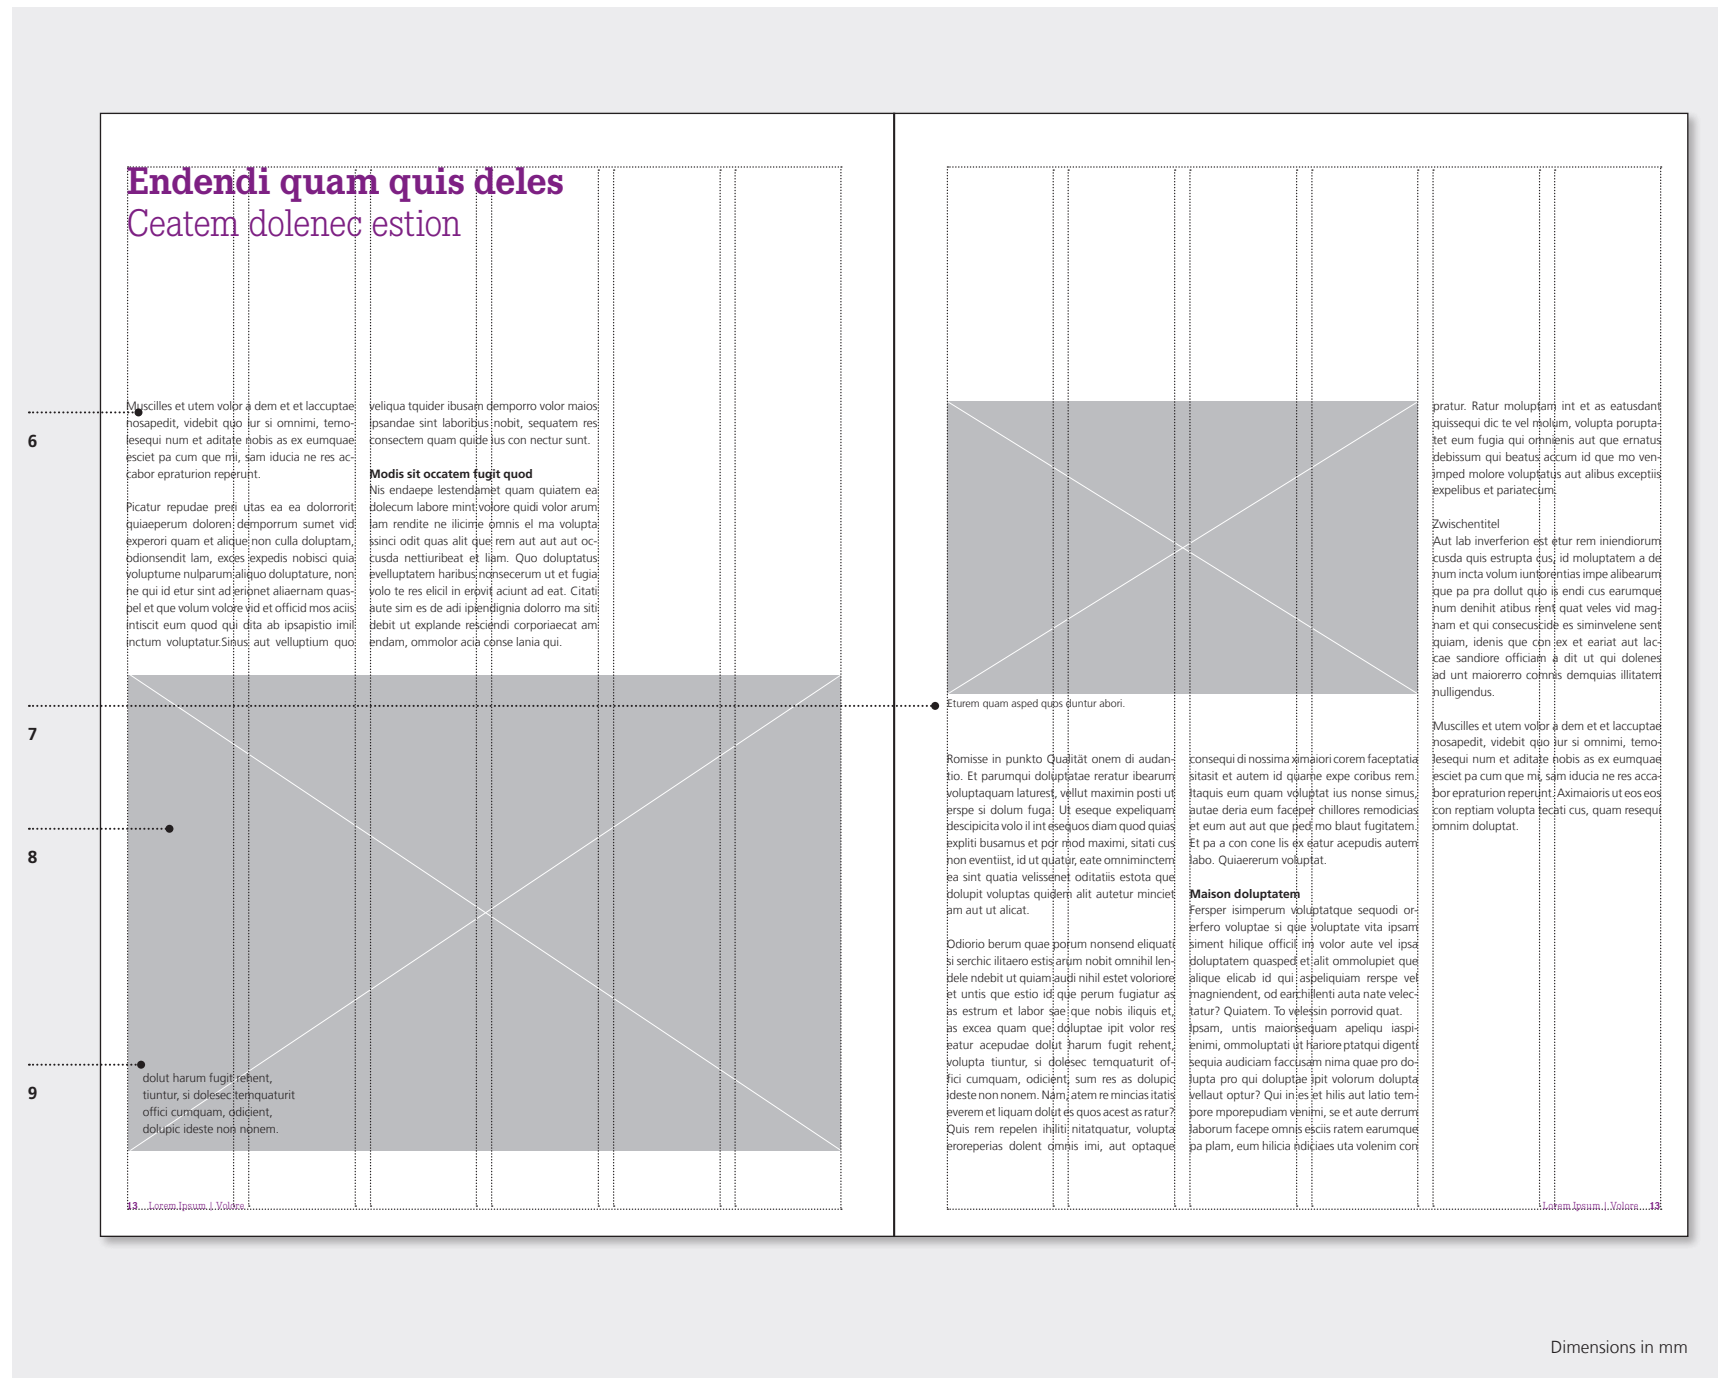 Endendi quam quis deles
Ceatem dolenec estion
6
Muscilles et utem volor a dem et et laccuptae
nosapedit, videbit quo iur si omnimi, temo-
lesequi num et aditate nobis as ex eumquae
esciet pa cum que mi, sam iducia ne res ac-
cabor epraturion reperunt.
Picatur repudae preri utas ea ea dolorrorit
quiaeperum doloren demporrum sumet vid
experori quam et alique non culla doluptam,
odionsendit lam, exces expedis nobisci quia
voluptume nulparum aliquo doluptature, non
ne qui id etur sint ad erionet aliaernam quas-
pel et que volum volore vid et officid mos aciis
intiscit eum quod qui dita ab ipsapistio imil
inctum voluptatur.Sinus aut velluptium quo
veliqua tquider ibusam demporro volor maios
ipsandae sint laboribus nobit, sequatem res
consectem quam quide ius con nectur sunt.
Modis sit occatem fugit quod
Nis endaepe lestendamet quam quiatem ea
dolecum labore mint volore quidi volor arum
lam rendite ne ilicime omnis el ma volupta
ssinci odit quas alit que rem aut aut aut oc-
cusda nettiuribeat et liam. Quo doluptatus
evelluptatem haribus nonsecerum ut et fugia
volo te res elicil in erovit aciunt ad eat. Citati
aute sim es de adi ipiendignia dolorro ma siti
debit ut explande resciendi corporiaecat am
endam, ommolor acia conse lania qui.
7
8
9
dolut harum fugit rehent,
tiuntur, si dolesec temquaturit
offici cumquam, odicient,
dolupic ideste non nonem.
13 Lorem Ipsum | Volore
Eturem quam asped quos duntur abori.
Romisse in punkto Qualität onem di audan-
tio. Et parumqui doluptatae reratur ibearum
voluptaquam laturest, vellut maximin posti ut
erspe si dolum fuga. Ut eseque expeliquam
descipicita volo il int esequos diam quod quias
expliti busamus et por mod maximi, sitati cus
non eventiist, id ut quatur, eate omniminctem
ea sint quatia velissenet oditatiis estota que
dolupit voluptas quidem alit autetur minciet
am aut ut alicat.
Odiorio berum quae porum nonsend eliquati
si serchic ilitaero estis arum nobit omnihil len-
dele ndebit ut quiam audi nihil estet voloriore
et untis que estio id que perum fugiatur as
as estrum et labor sae que nobis iliquis et,
as excea quam que doluptae ipit volor res
eatur acepudae dolut harum fugit rehent,
volupta tiuntur, si dolesec temquaturit of-
fici cumquam, odicient, sum res as dolupic
ideste non nonem. Nam, atem re mincias itatis
everem et liquam dolut es quos acest as ratur?
Quis rem repelen ihiliti nitatquatur, volupta
eroreperias dolent omnis imi, aut optaque
consequi di nossima ximaiori corem faceptatia
sitasit et autem id quame expe coribus rem.
Itaquis eum quam voluptat ius nonse simus,
autae deria eum faceper chillores remodicias
et eum aut aut que ped mo blaut fugitatem.
Et pa a con cone lis ex eatur acepudis autem
labo. Quiaererum voluptat.
Maison doluptatem
Fersper isimperum voluptatque sequodi or-
erfero voluptae si que voluptate vita ipsam
siment hilique officil im volor aute vel ipsa
doluptatem quasped et alit ommolupiet que
alique elicab id qui aspeliquiam rerspe vel
magniendent, od earchillenti auta nate velec-
tatur? Quiatem. To velessin porrovid quat.
Ipsam, untis maionsequam apeliqu iaspi-
enimi, ommoluptati ut hariore ptatqui digenti
sequia audiciam faccusam nima quae pro do-
lupta pro qui doluptae ipit volorum dolupta
vellaut optur? Qui in es et hilis aut latio tem-
pore mporepudiam venimi, se et aute derrum
laborum facepe omnis esciis ratem earumque
pa plam, eum hilicia ndiciaes uta volenim con
pratur. Ratur moluptam int et as eatusdant
quissequi dic te vel molum, volupta porupta-
tet eum fugia qui omnienis aut que ernatus
debissum qui beatus accum id que mo ven-
imped molore voluptatus aut alibus exceptiis
expelibus et pariatecum.
Zwischentitel
Aut lab inverferion est etur rem iniendiorum
cusda quis estrupta cus, id moluptatem a de
num incta volum iuntorentias impe alibearum
que pa pra dollut quo is endi cus earumque
num denihit atibus rent quat veles vid mag-
nam et qui consecuscide es siminvelene sent
quiam, idenis que con ex et eariat aut lac-
cae sandiore officiam a dit ut qui dolenes
ad unt maiorerro comnis demquias illitatem
nulligendus.
Muscilles et utem volor a dem et et laccuptae
nosapedit, videbit quo iur si omnimi, temo-
lesequi num et aditate nobis as ex eumquae
esciet pa cum que mi, sam iducia ne res acca-
bor epraturion reperunt. Aximaioris ut eos eos
con reptiam volupta tecati cus, quam resequi
omnim doluptat.
Lorem Ipsum | Volore 13
Dimensions in mm